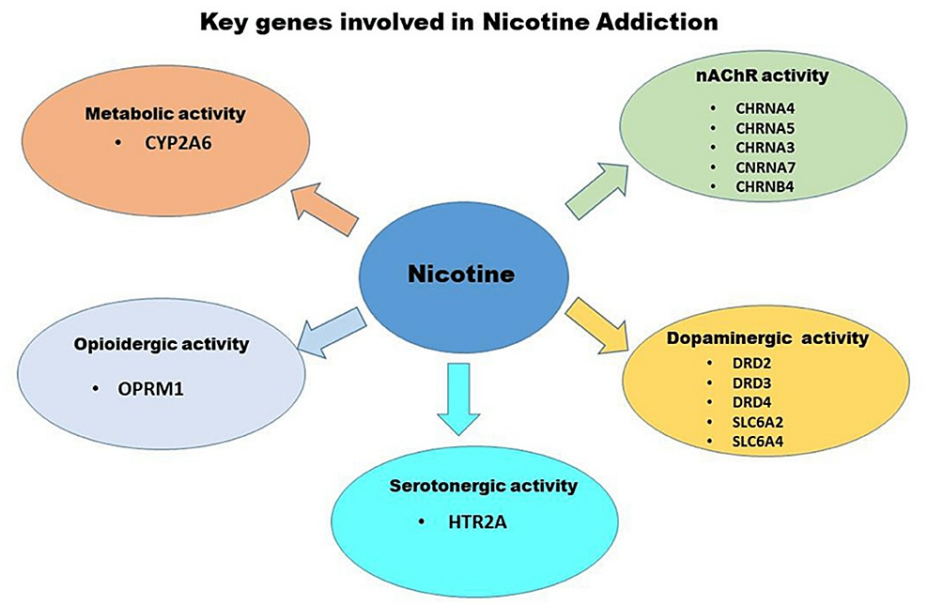 Key genes involved in Nicotine Addiction
Metabolic activity
• CYP2A6
nAChR activity
• CHRNA4
• CHRNA5
• CHRNA3
• CNRNA7
• CHRNB4
Nicotine
Opioidergic activity
• OPRM1
Dopaminergic activity
• DRD2
• DRD3
• DRD4
• SLC6A2
• SLC6A4
Serotonergic activity
• HTR2A